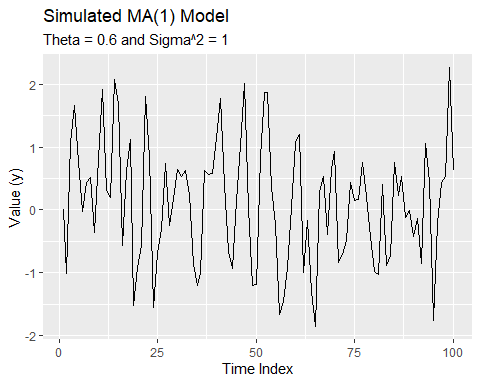 Simulated MA(1) Model
Theta = 0.6 and Sigma^2 = 1
Value (y)
2
1
0
-1
-2
0 25 50 75 100
Time Index